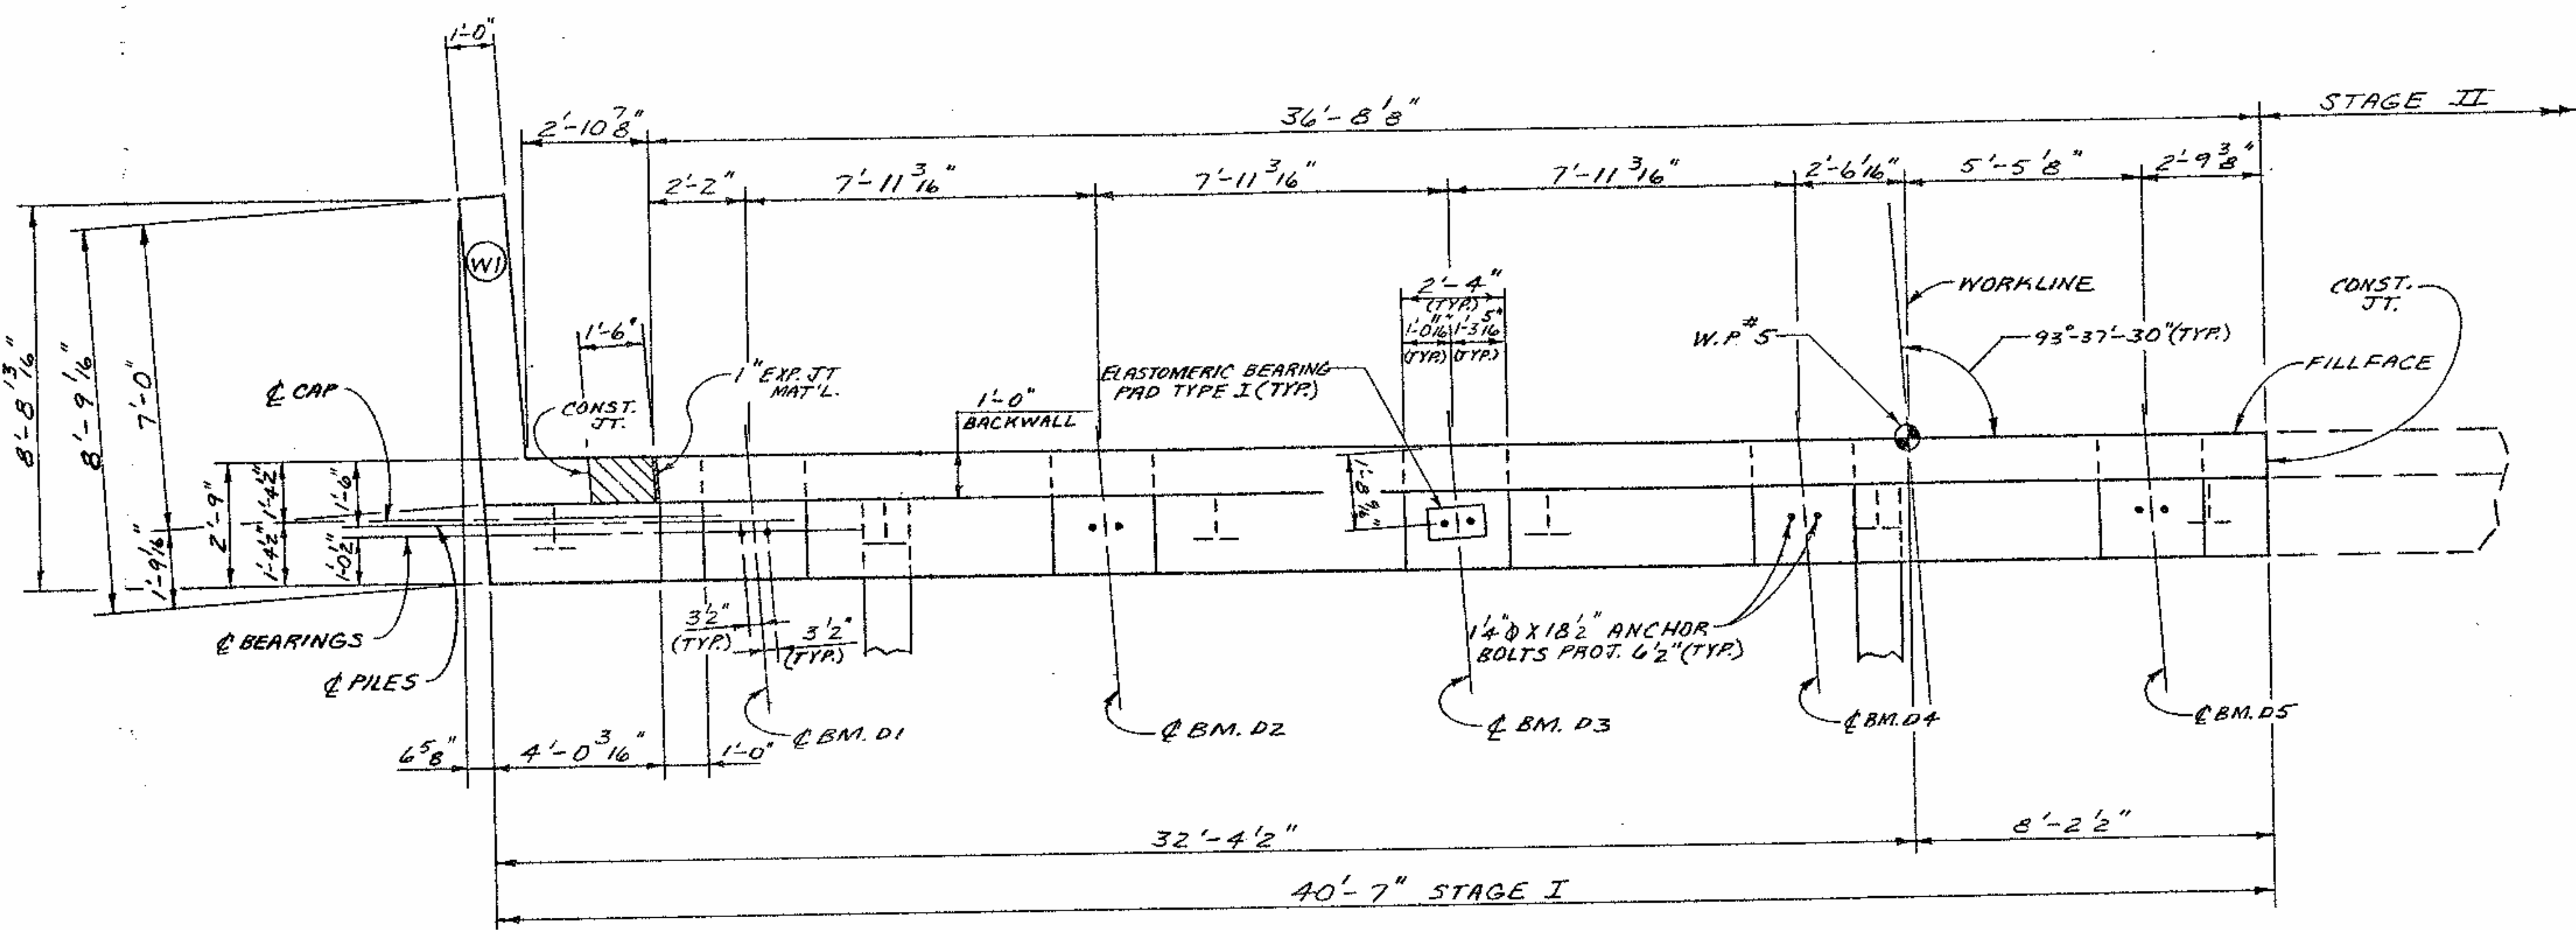 1'-0"
2'-10 7/8"
36'-8 1/8"
STAGE II
2'-2"
7'-11 3/16"
7'-11 3/16"
7'-11 3/16"
2'-6 1/16"
5'-5 1/8"
2'-9 3/8"
W1
8'-8 13/16"
8'-9 1/16"
7'-0"
1'-9 1/16"
2'-9"
1'-4 1/2"
1'-4 1/2"
1'-6"
1'-0 1/2"
℄ CAP
1'-6"
CONST.
JT.
1" EXP. JT
MAT'L.
1'-0"
BACKWALL
ELASTOMERIC BEARING
PAD TYPE I (TYP.)
2'-4"
(TYP.)
1'-0 11/16"
1'-3 5/16"
(TYP.)
(TYP.)
1'-8 9/16"
W.P. #5
WORKLINE
93°-37'-30" (TYP.)
CONST.
JT.
FILLFACE
℄ BEARINGS
℄ PILES
3 1/2"
(TYP.)
3 1/2"
(TYP.)
1 1/4" Φ X 18 1/2" ANCHOR
BOLTS PROJ. 6 1/2" (TYP.)
℄ BM. D1
℄ BM. D2
℄ BM. D3
℄ BM. D4
℄ BM. D5
6 5/8"
4'-0 3/16"
1'-0"
32'-4 1/2"
8'-2 1/2"
40'-7" STAGE I